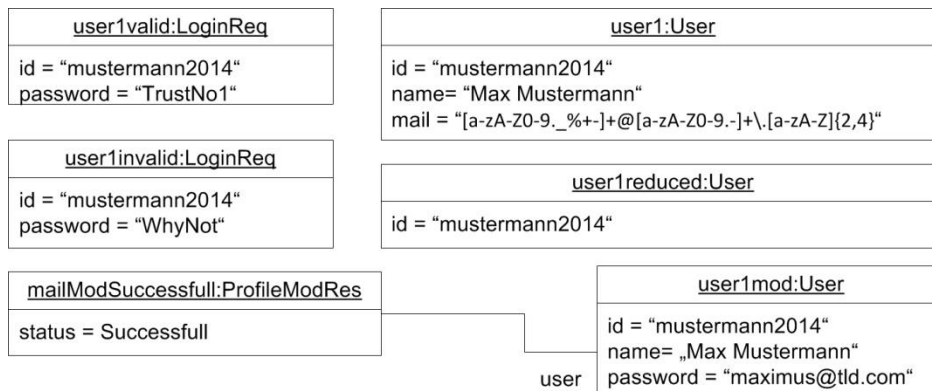 user1valid:LoginReq
id = “mustermann2014“
password = “TrustNo1“
user1:User
id = “mustermann2014“
name= “Max Mustermann“
mail = “[a-zA-Z0-9._%+-]+@[a-zA-Z0-9.-]+\.[a-zA-Z]{2,4}“
user1invalid:LoginReq
id = “mustermann2014“
password = “WhyNot“
user1reduced:User
id = “mustermann2014“
mailModSuccessfull:ProfileModRes
status = Successfull
user
user1mod:User
id = “mustermann2014“
name= „Max Mustermann“
password = “maximus@tld.com“